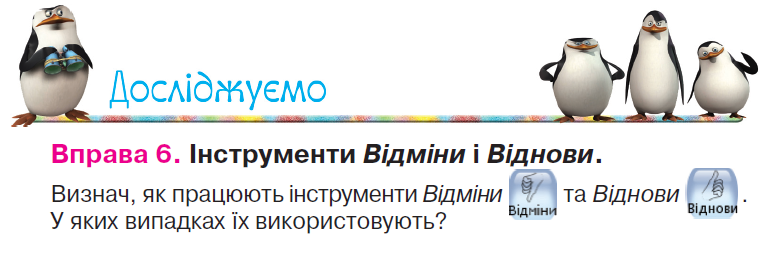 Досліджуємо
Вправа 6. Інструменти Відміни і Віднови.
Визнач, як працюють інструменти Відміни Відміни та Віднови Віднови .
У яких випадках їх використовують?